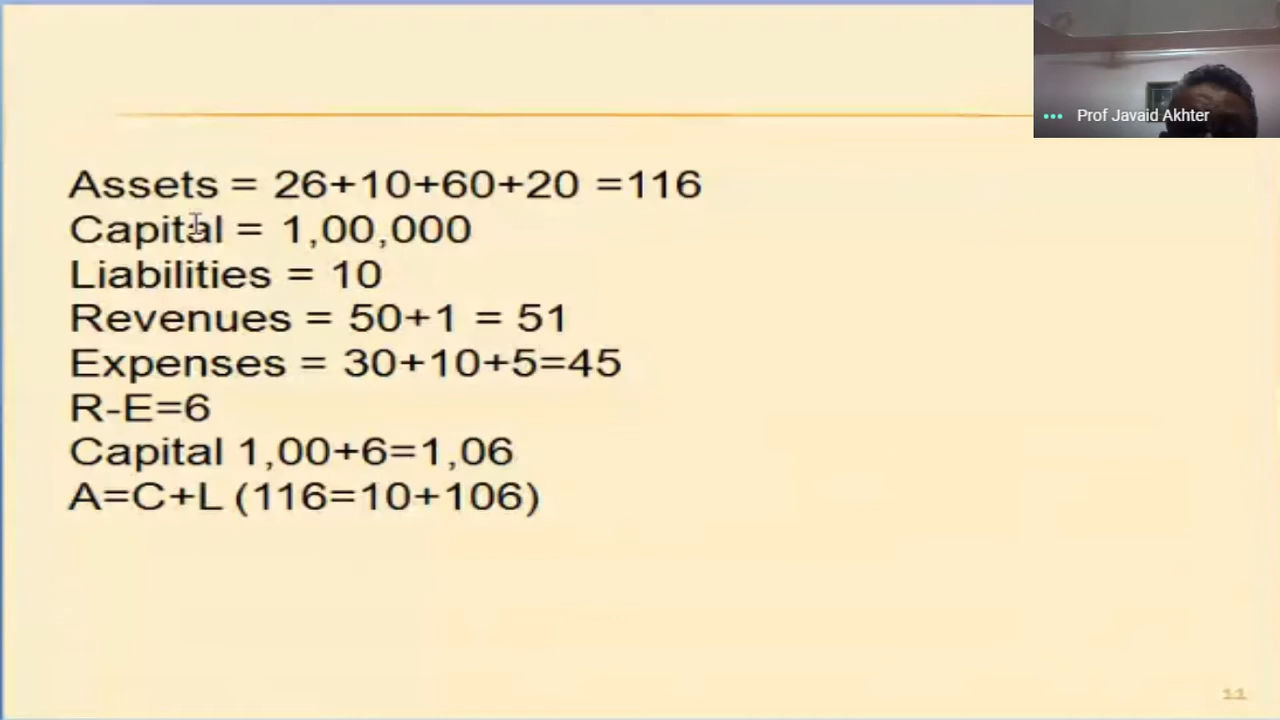 Prof Javaid Akhter
Assets = 26+10+60+20 =116
Capital = 1,00,000
Liabilities = 10
Revenues = 50+1 = 51
Expenses = 30+10+5=45
R-E=6
Capital 1,00+6=1,06
A=C+L (116=10+106)
11